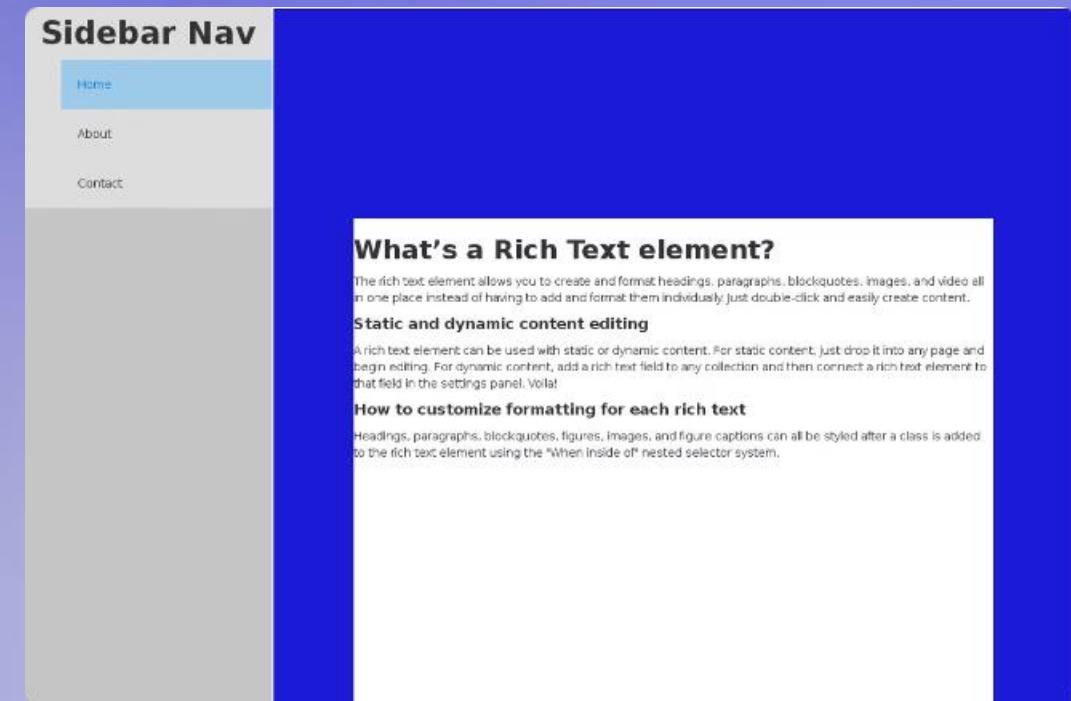 Sidebar Nav
Home
About
Contact
What's a Rich Text element?
The rich text element allows you to create and format headings, paragraphs, blockquotes, images, and video all
in one place instead of having to add and format them individually. Just double-click and easily create content.
Static and dynamic content editing
A rich text element can be used with static or dynamic content. For static content, just drop it into any page and
begin editing. For dynamic content, add a rich text field to any collection and then connect a rich text element to
that field in the settings panel. Voila!
How to customize formatting for each rich text
Headings, paragraphs, blockquotes, figures, images, and figure captions can all be styled after a class is added
to the rich text element using the "When inside of" nested selector system.